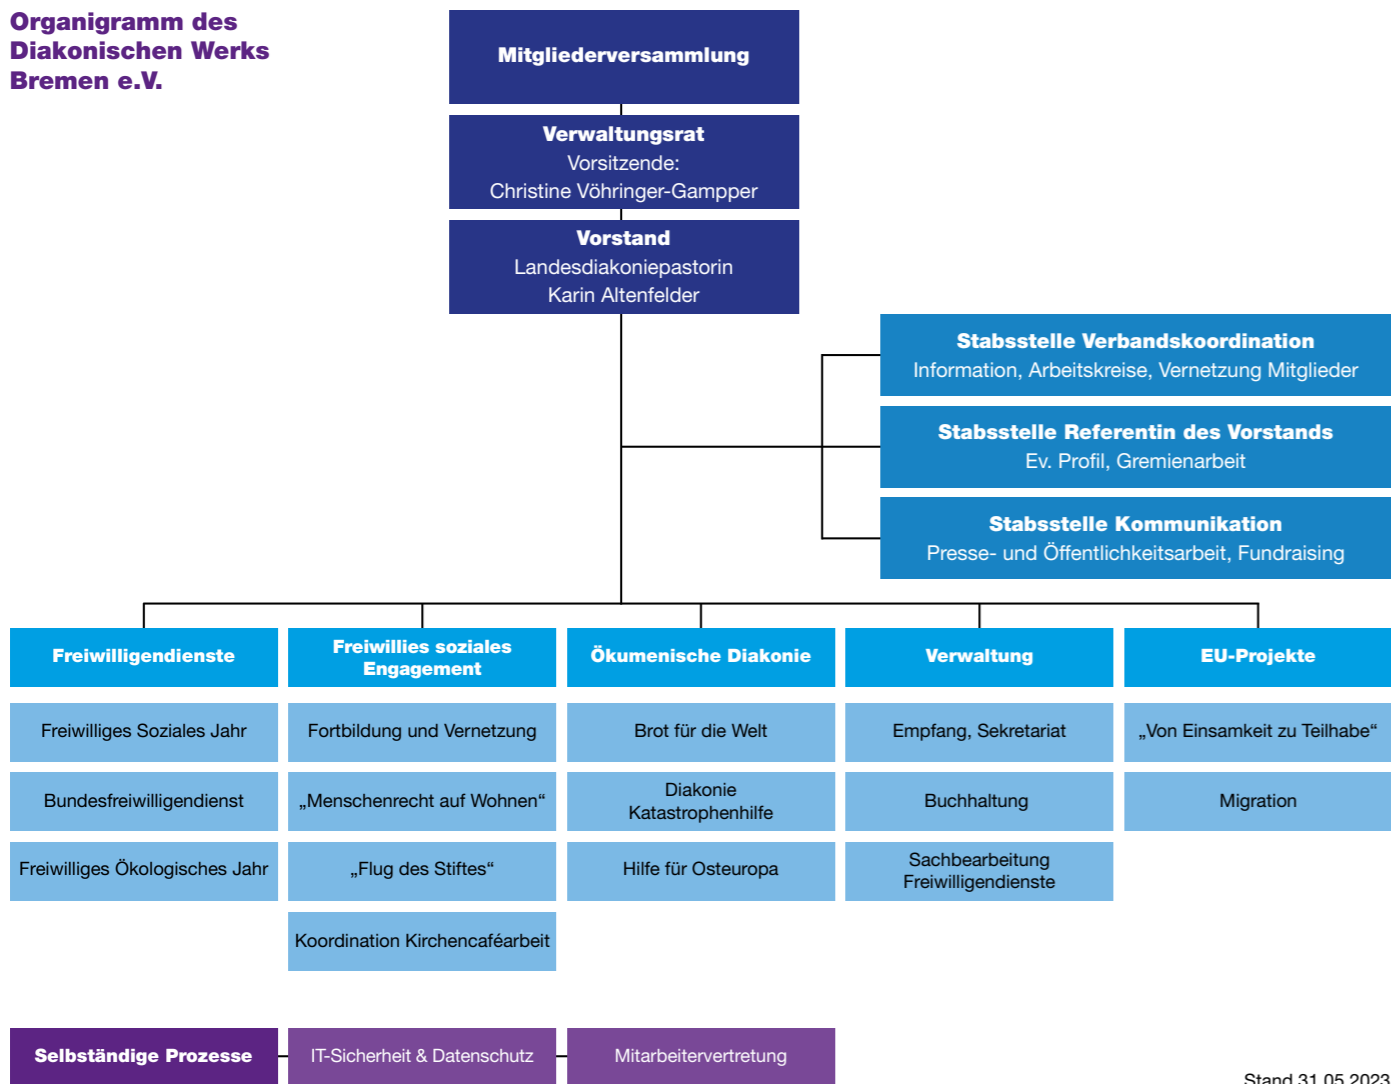 Organigramm des
Diakonischen Werks
Bremen e.V.
Mitgliederversammlung
Verwaltungsrat
Vorsitzende:
Christine Vöhringer-Gampper
Vorstand
Landesdiakoniepastorin
Karin Altenfelder
Stabsstelle Verbandskoordination
Information, Arbeitskreise, Vernetzung Mitglieder
Stabsstelle Referentin des Vorstands
Ev. Profil, Gremienarbeit
Stabsstelle Kommunikation
Presse- und Öffentlichkeitsarbeit, Fundraising
Freiwilligendienste
Freiwilliges Soziales Jahr
Bundesfreiwilligendienst
Freiwilliges Ökologisches Jahr
Freiwillies soziales
Engagement
Fortbildung und Vernetzung
„Menschenrecht auf Wohnen“
„Flug des Stiftes“
Koordination Kirchencaféarbeit
Ökumenische Diakonie
Brot für die Welt
Diakonie
Katastrophenhilfe
Hilfe für Osteuropa
Verwaltung
Empfang, Sekretariat
Buchhaltung
Sachbearbeitung
Freiwilligendienste
EU-Projekte
„Von Einsamkeit zu Teilhabe“
Migration
Selbständige Prozesse
IT-Sicherheit & Datenschutz
Mitarbeitervertretung
Stand 31.05.2023